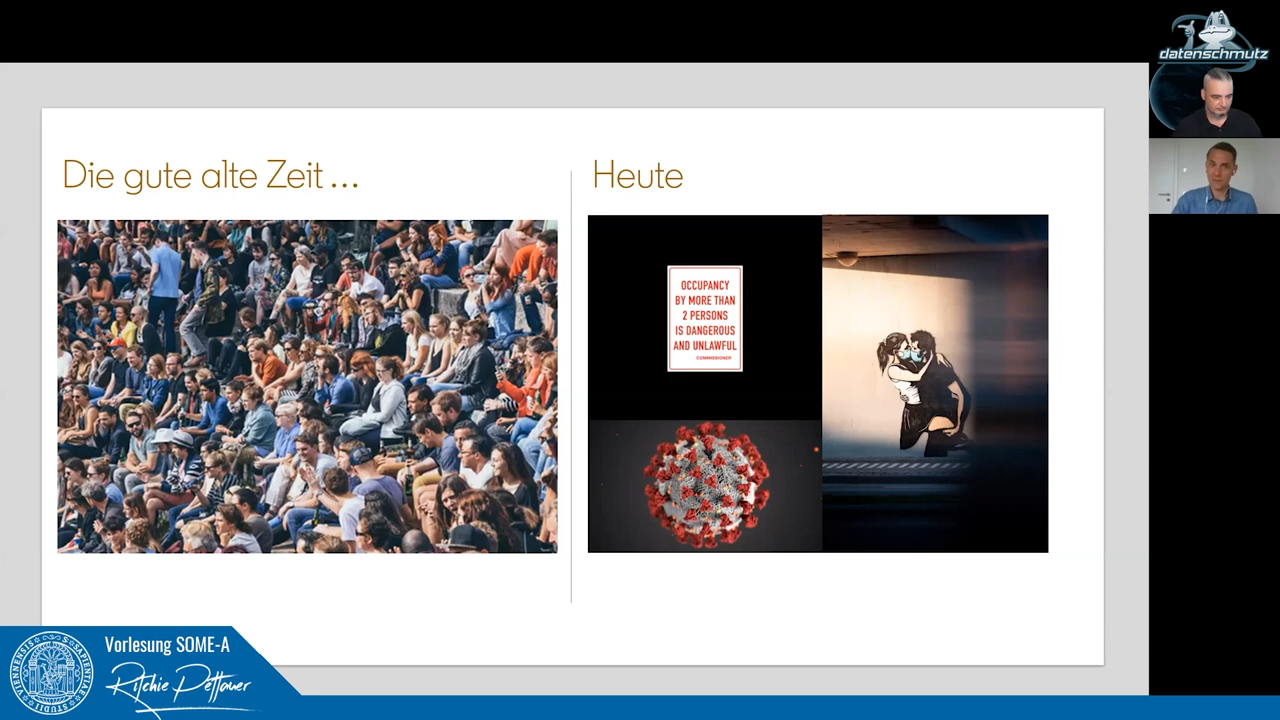 datenschmutz
Die gute alte Zeit ...
Heute
OCCUPANCY
BY MORE THAN
2 PERSONS
IS DANGEROUS
AND UNLAWFUL
COMMISSIONER
Vorlesung SOME-A
Ritchie Pettauer